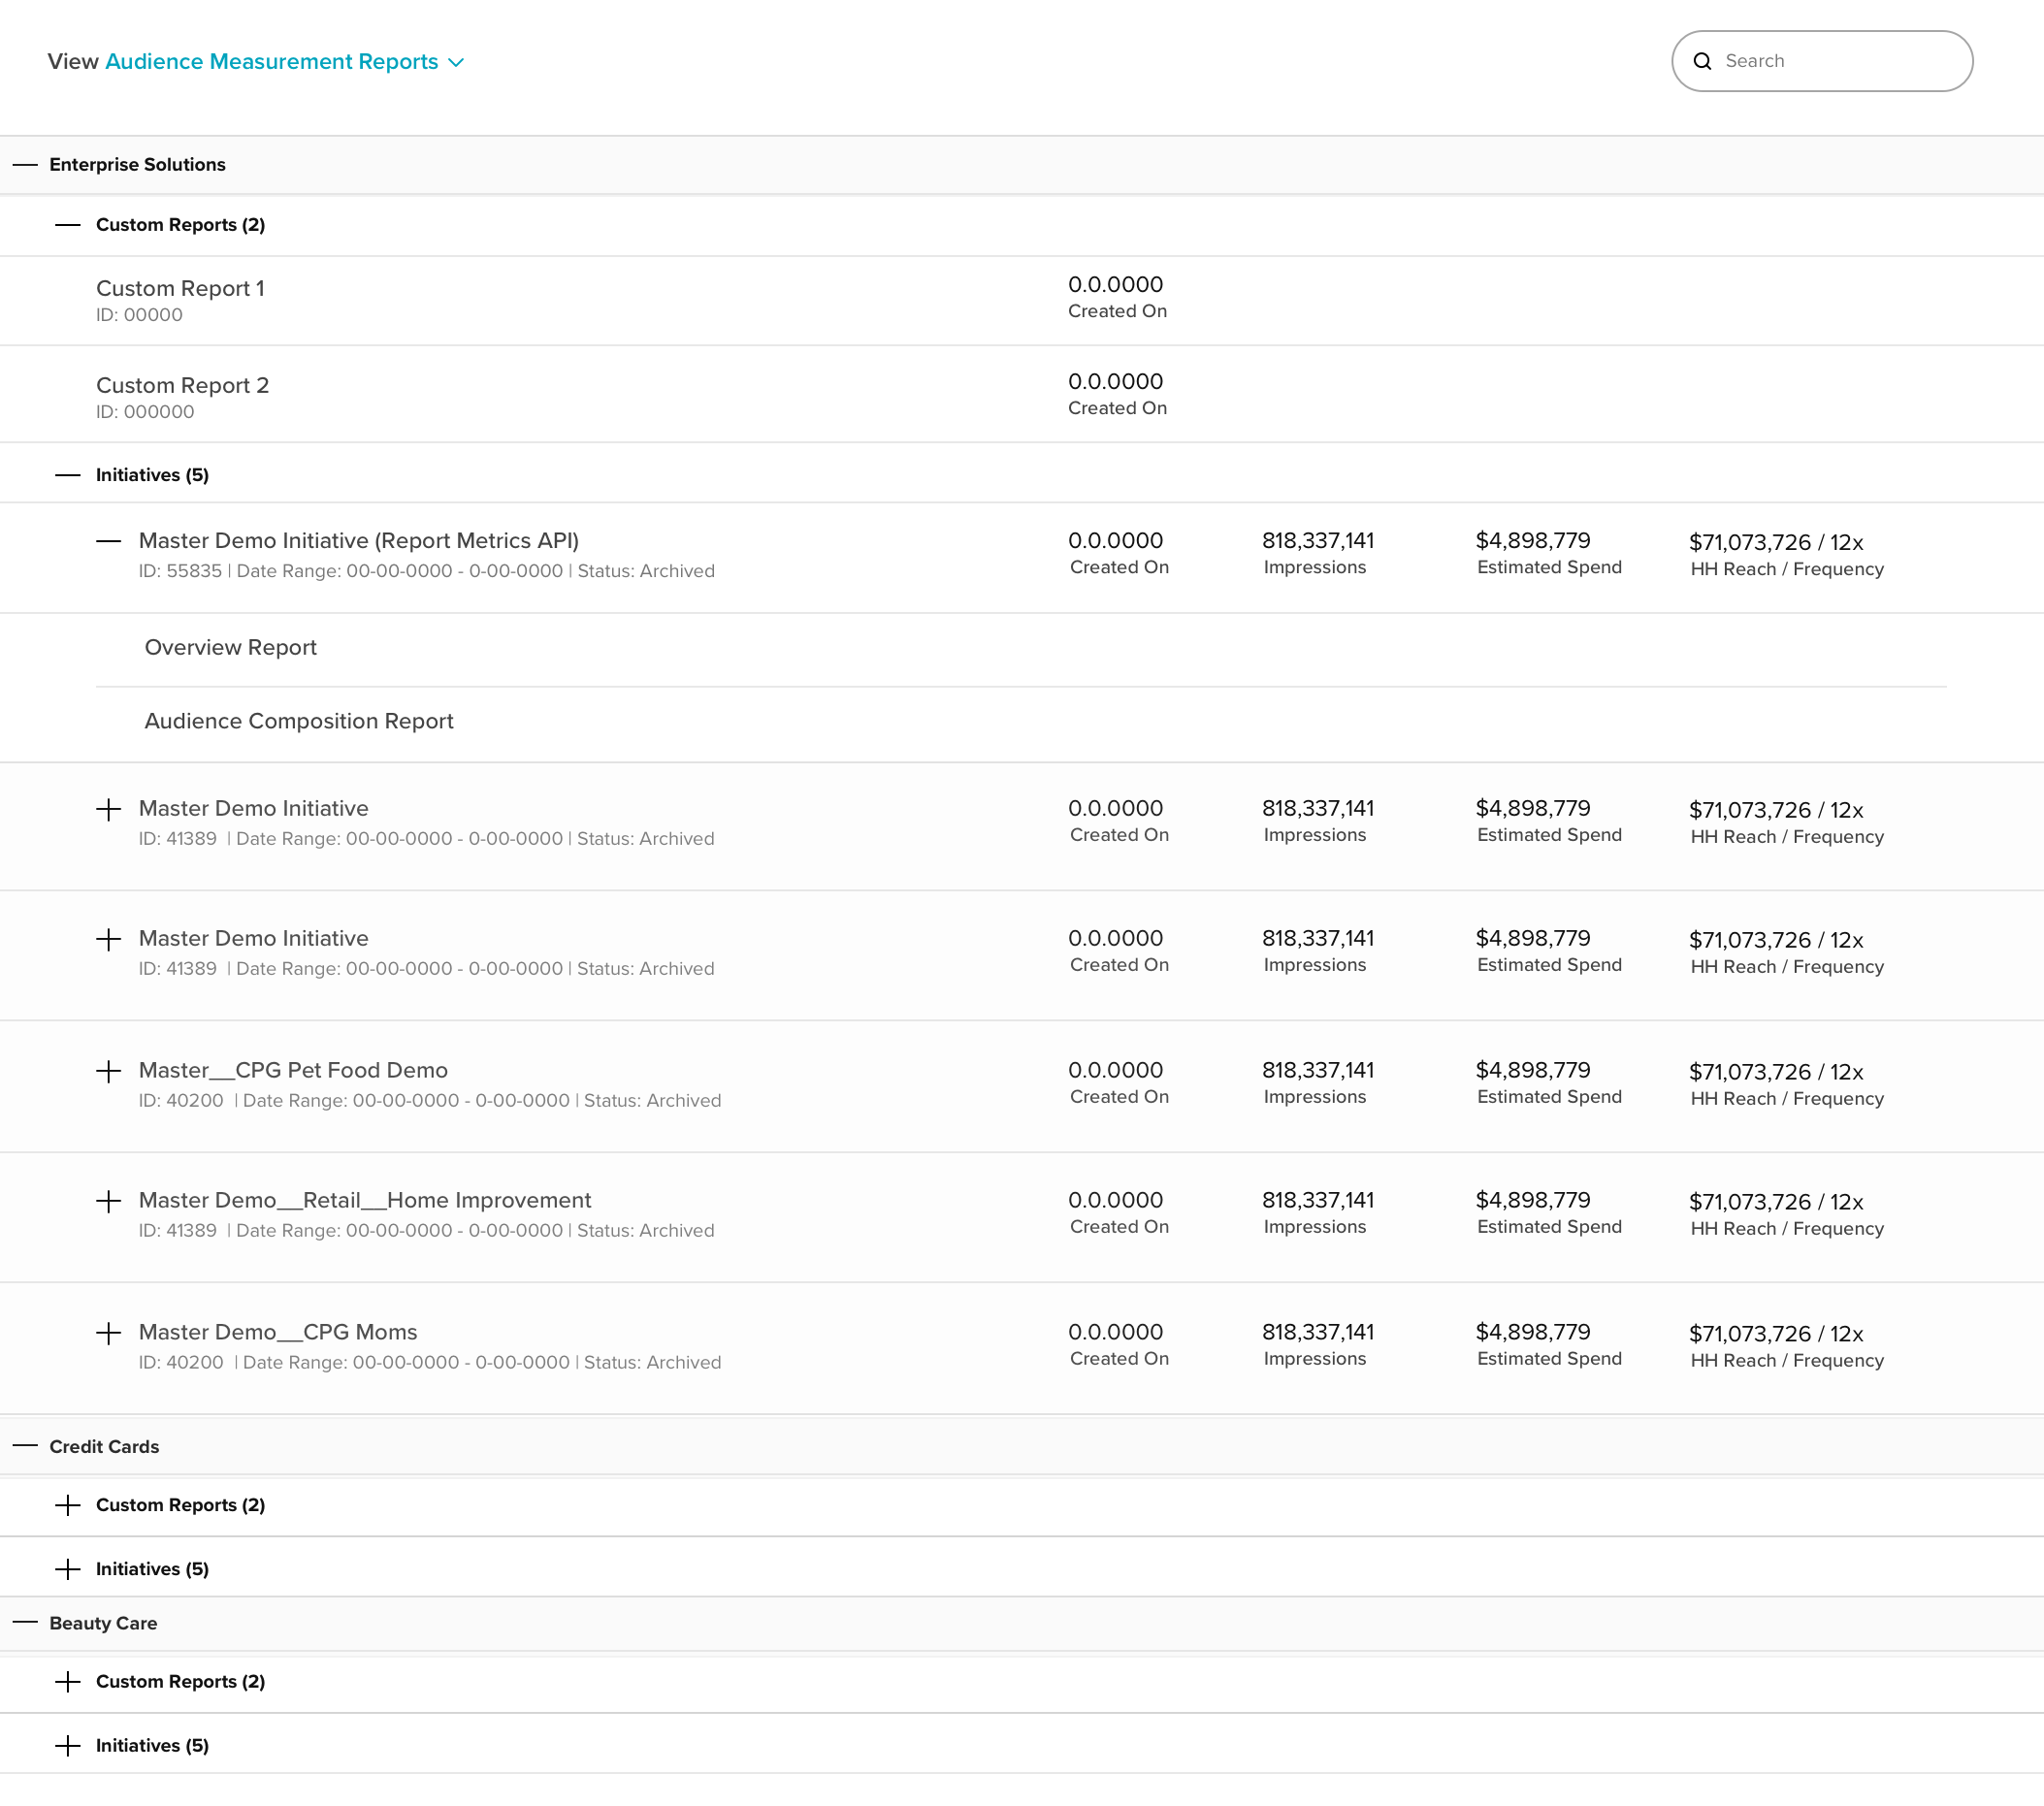 View Audience Measurement Reports
Search
Enterprise Solutions
Custom Reports (2)
Custom Report 1
ID: 00000
0.0.0000
Created On
Custom Report 2
ID: 000000
0.0.0000
Created On
Initiatives (5)
Master Demo Initiative (Report Metrics API)
ID: 55835 | Date Range: 00-00-0000 - 0-00-0000 | Status: Archived
0.0.0000
Created On
818,337,141
Impressions
$4,898,779
Estimated Spend
$71,073,726 / 12x
HH Reach / Frequency
Overview Report
Audience Composition Report
Master Demo Initiative
ID: 41389 | Date Range: 00-00-0000 - 0-00-0000 | Status: Archived
0.0.0000
Created On
818,337,141
Impressions
$4,898,779
Estimated Spend
$71,073,726 / 12x
HH Reach / Frequency
Master Demo Initiative
ID: 41389 | Date Range: 00-00-0000 - 0-00-0000 | Status: Archived
0.0.0000
Created On
818,337,141
Impressions
$4,898,779
Estimated Spend
$71,073,726 / 12x
HH Reach / Frequency
Master__CPG Pet Food Demo
ID: 40200 | Date Range: 00-00-0000 - 0-00-0000 | Status: Archived
0.0.0000
Created On
818,337,141
Impressions
$4,898,779
Estimated Spend
$71,073,726 / 12x
HH Reach / Frequency
Master Demo__Retail__Home Improvement
ID: 41389 | Date Range: 00-00-0000 - 0-00-0000 | Status: Archived
0.0.0000
Created On
818,337,141
Impressions
$4,898,779
Estimated Spend
$71,073,726 / 12x
HH Reach / Frequency
Master Demo__CPG Moms
ID: 40200 | Date Range: 00-00-0000 - 0-00-0000 | Status: Archived
0.0.0000
Created On
818,337,141
Impressions
$4,898,779
Estimated Spend
$71,073,726 / 12x
HH Reach / Frequency
Credit Cards
Custom Reports (2)
Initiatives (5)
Beauty Care
Custom Reports (2)
Initiatives (5)